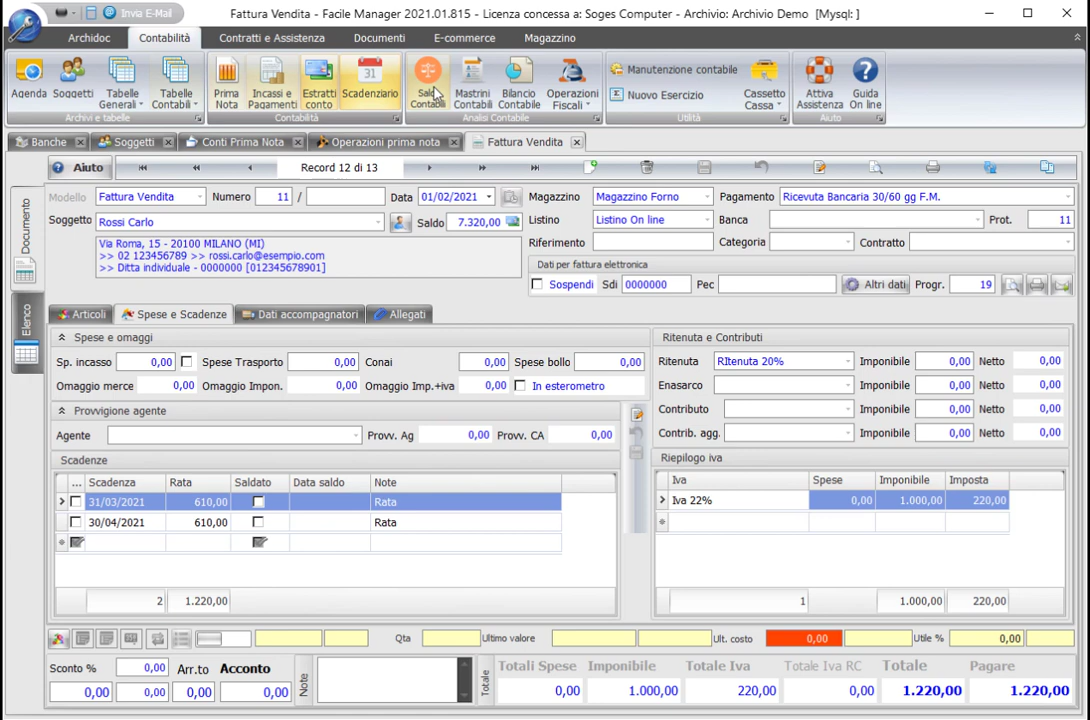 Invia E-Mail
Fattura Vendita - Facile Manager 2021.01.815 - Licenza concessa a: Soges Computer - Archivio: Archivio Demo [Mysql: ]
Archidoc Contabilità Contratti e Assistenza Documenti E-commerce Magazzino
Agenda Soggetti Tabelle Generali Tabelle Contabili
Archivi e tabelle
Prima Nota Incassi e Pagamenti Estratti conto Scadenziario
Contabilità
Contabili Mastrini Contabili Bilancio Contabile Operazioni Fiscali
Analisi Contabile
Manutenzione contabile
Nuovo Esercizio
Cassetto Cassa
Utilità
Attiva Assistenza Guida On line
Aiuto
Banche Soggetti Conti Prima Nota Operazioni prima nota Fattura Vendita
Aiuto Record 12 di 13
Documento
Elenco
Modello Fattura Vendita Numero 11 / Data 01/02/2021 Magazzino Magazzino Forno Pagamento Ricevuta Bancaria 30/60 gg F.M.
Soggetto Rossi Carlo Saldo 7.320,00 Listino Listino On line Banca Prot. 11
Via Roma, 15 - 20100 MILANO (MI)
>> 02 123456789 >> rossi.carlo@esempio.com
>> Ditta individuale - 0000000 [012345678901]
Riferimento Categoria Contratto
Dati per fattura elettronica
Sospendi Sdi 0000000 Pec Altri dati Progr. 19
Articoli Spese e Scadenze Dati accompagnatori Allegati
Spese e omaggi
Sp. incasso 0,00 Spese Trasporto 0,00 Conai 0,00 Spese bollo 0,00
Omaggio merce 0,00 Omaggio Impon. 0,00 Omaggio Imp.+iva 0,00 In esterometro
Provvigione agente
Agente Provv. Ag 0,00 Provv. CA 0,00
Ritenuta e Contributi
Ritenuta RItenuta 20% Imponibile 0,00 Netto 0,00
Enasarco Imponibile 0,00 Netto 0,00
Contributo Imponibile 0,00 Netto 0,00
Contrib. agg. Imponibile 0,00 Netto 0,00
Scadenze
... Scadenza Rata Saldato Data saldo Note
31/03/2021 610,00 Rata
30/04/2021 610,00 Rata
2 1.220,00
Riepilogo iva
Iva Spese Imponibile Imposta
Iva 22% 0,00 1.000,00 220,00
1 1.000,00 220,00
Qta Ultimo valore Ult. costo 0,00 Utile % 0,00
Sconto % 0,00 Arr.to Acconto
0,00 0,00 0,00 0,00
Note
Totale
Totali Spese Imponibile Totale Iva Totale Iva RC Totale Pagare
0,00 1.000,00 220,00 0,00 1.220,00 1.220,00